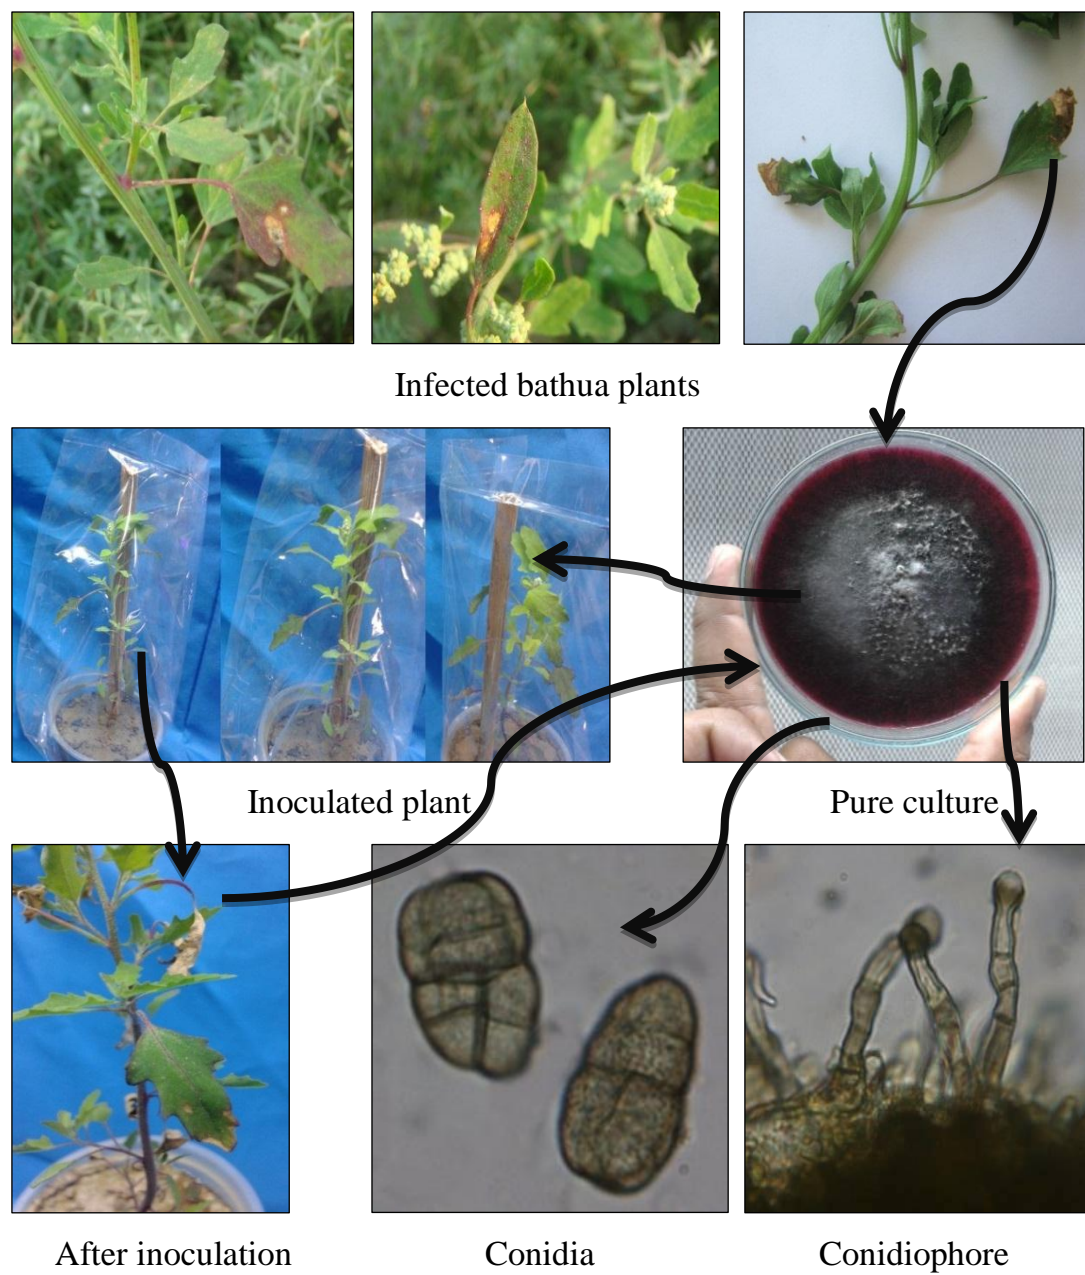 Infected bathua plants
Inoculated plant
Pure culture
After inoculation
Conidia
Conidiophore